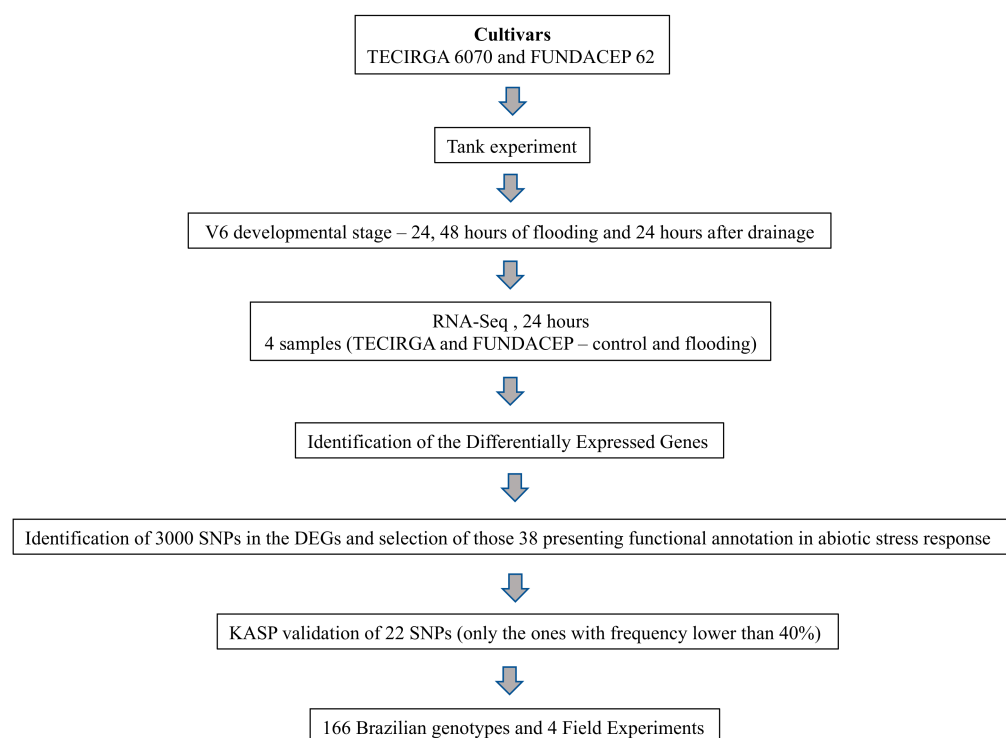 Cultivars
TECIRGA 6070 and FUNDACEP 62
Tank experiment
V6 developmental stage – 24, 48 hours of flooding and 24 hours after drainage
RNA-Seq , 24 hours
4 samples (TECIRGA and FUNDACEP – control and flooding)
Identification of the Differentially Expressed Genes
Identification of 3000 SNPs in the DEGs and selection of those 38 presenting functional annotation in abiotic stress response
KASP validation of 22 SNPs (only the ones with frequency lower than 40%)
166 Brazilian genotypes and 4 Field Experiments